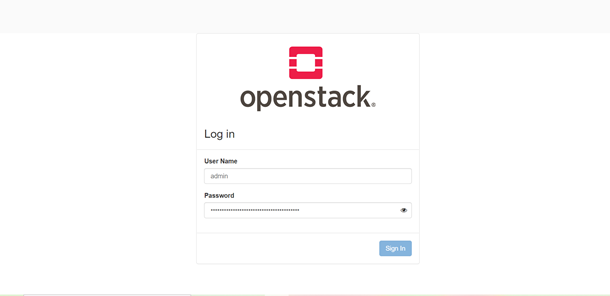 openstack®
Log in
User Name
admin
Password
Sign In